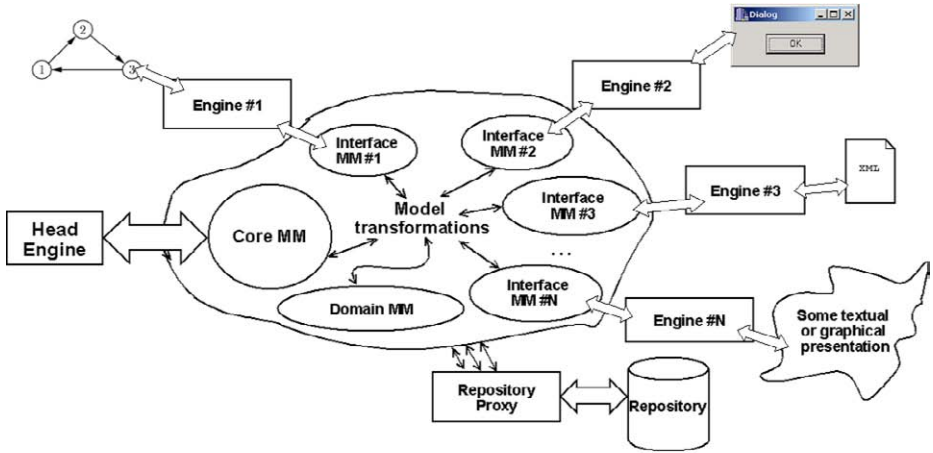 2
1
3
Dialog
OK
Engine #1
Engine #2
Interface
MM #1
Interface
MM #2
Engine #3
XML
Interface
MM #3
Head
Engine
Core MM
Model
transformations
...
Domain MM
Interface
MM #N
Engine #N
Some textual
or graphical
presentation
Repository
Proxy
Repository